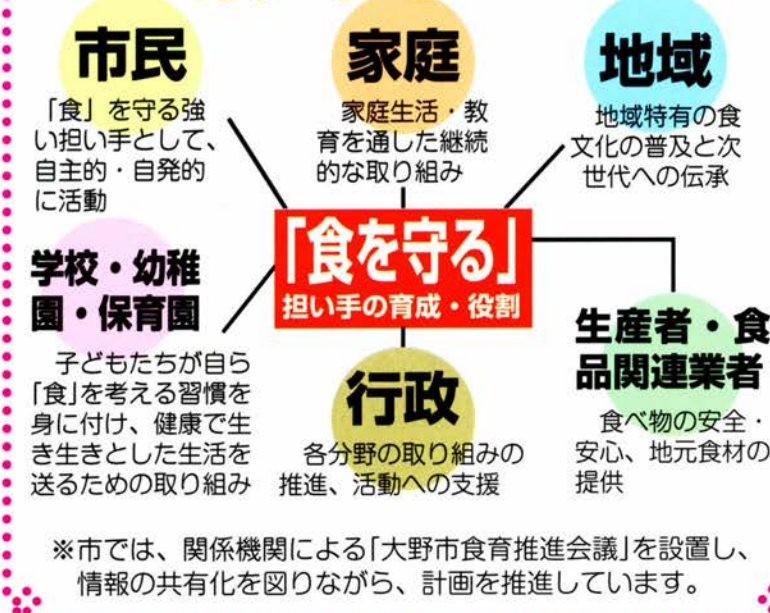 市民
「食」を守る強
い担い手として、
自主的・自発的
に活動
家庭
家庭生活・教
育を通した継続
的な取り組み
地域
地域特有の食
文化の普及と次
世代への伝承
「食を守る」
担い手の育成・役割
学校・幼稚
園・保育園
子どもたちが自ら
「食」を考える習慣を
身に付け、健康で生
き生きとした生活を
送るための取り組み
行政
各分野の取り組みの
推進、活動への支援
生産者・食
品関連業者
食べ物の安全・
安心、地元食材の
提供
※市では、関係機関による「大野市食育推進会議」を設置し、
情報の共有化を図りながら、計画を推進しています。